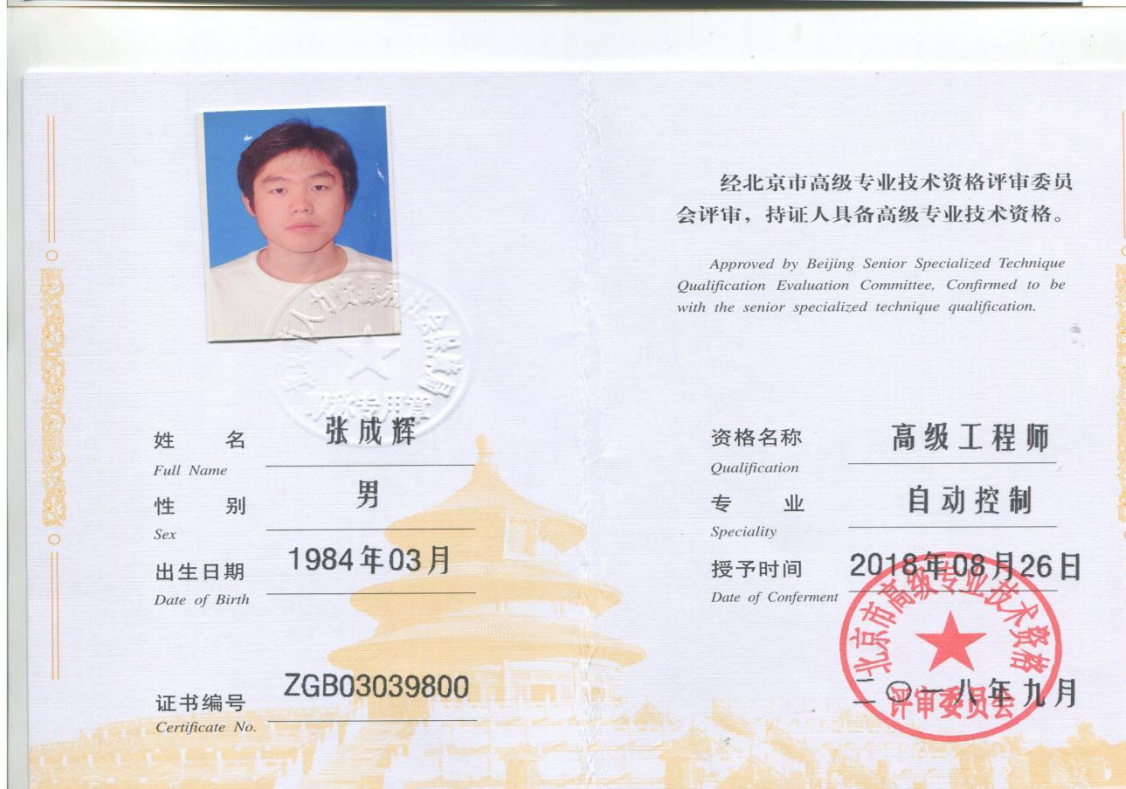 经北京市高级专业技术资格评审委员
会评审，持证人具备高级专业技术资格。
Approved by Beijing Senior Specialized Technique
Qualification Evaluation Committee, Confirmed to be
with the senior specialized technique qualification.
姓 名 张成辉
Full Name
性 别 男
Sex
出生日期 1984年03月
Date of Birth
证书编号 ZGB03039800
Certificate No.
资格名称 高级工程师
Qualification
专 业 自动控制
Speciality
授予时间 2018年08月26日
Date of Conferment
北京市高级专业技术资格
评审委员会
二〇一八年九月